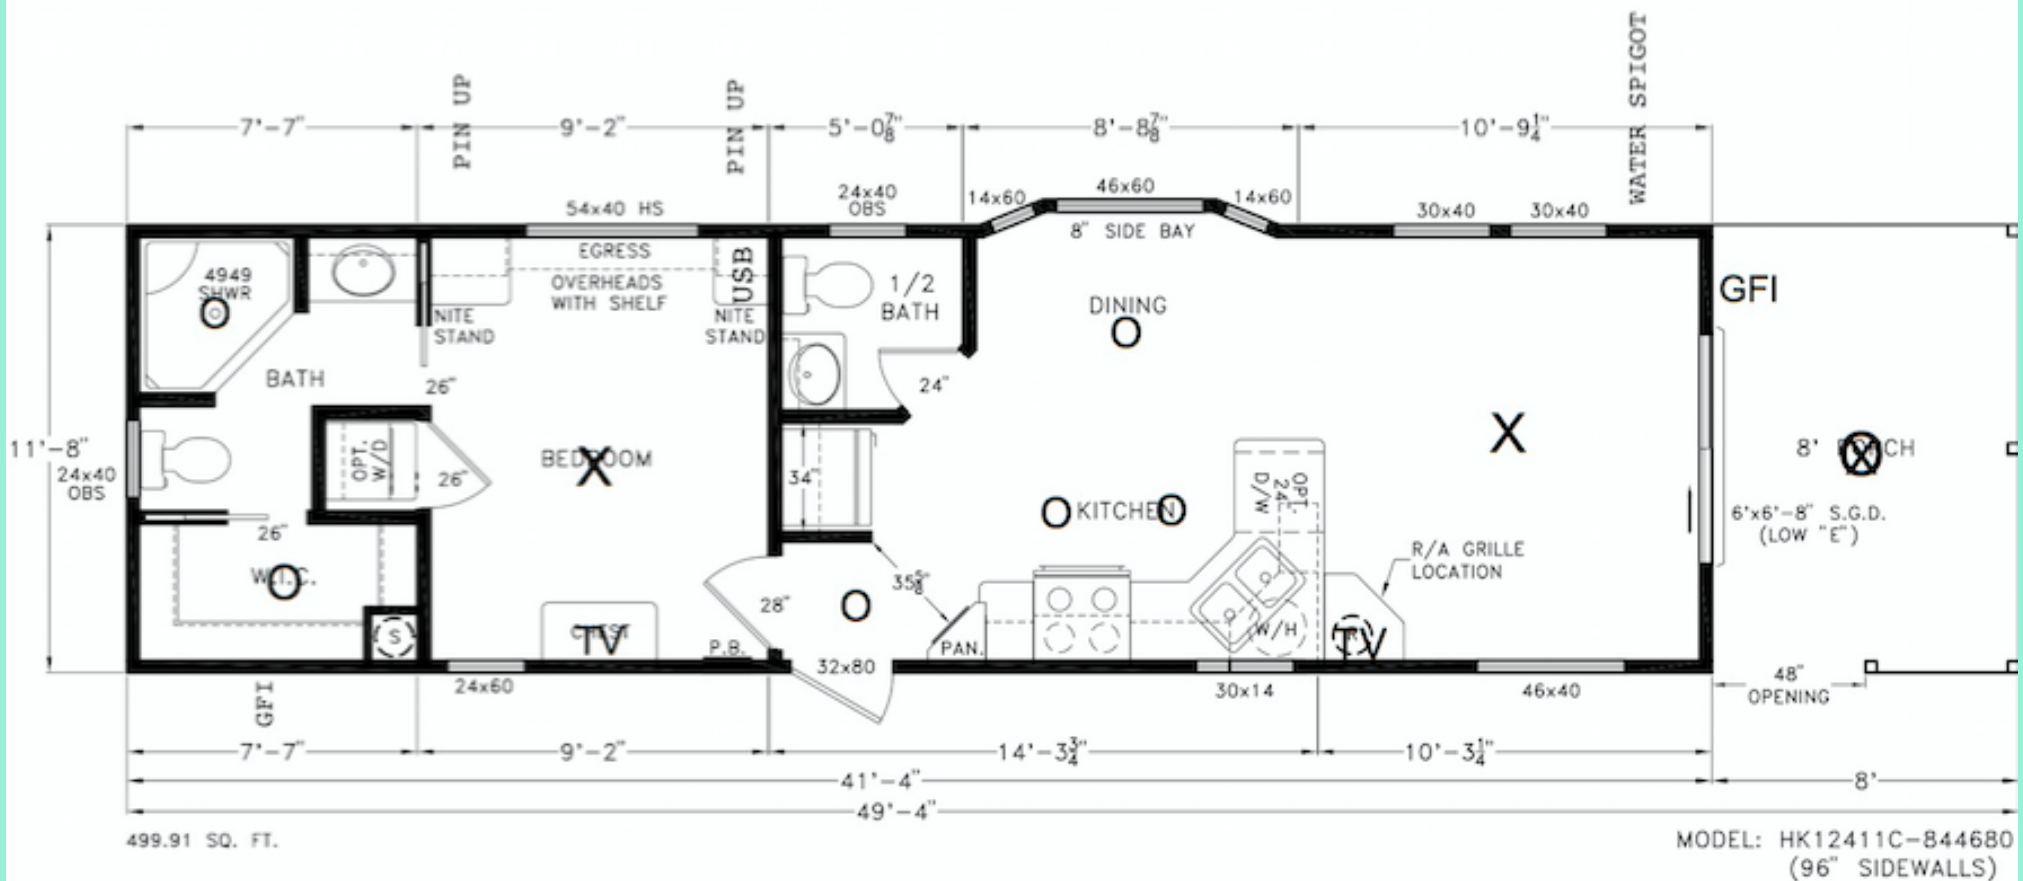 WATER SPIGOT
PIN UP
PIN UP
7'-7"
9'-2"
5'-0⅞"
8'-8⅞"
10'-9¼"
54x40 HS
24x40
OBS
14x60
46x60
14x60
30x40
30x40
8" SIDE BAY
EGRESS
OVERHEADS
WITH SHELF
USB
4949
SHWR
O
NITE
STAND
NITE
STAND
1/2
BATH
DINING
O
GFI
BATH
26"
24"
11'-8"
24x40
OBS
OPT.
W/D
26"
BEDROOM
X
34"
X
8' PORCH
O
X
O
KITCHEN
O
OPT.
24"
D/W
6'x6'-8" S.G.D.
(LOW "E")
26"
W.I.C.
O
R/A GRILLE
LOCATION
35⅝"
28"
O
S
CHEST
TV
P.B.
PAN.
W/H
R
TV
32x80
24x60
30x14
46x40
48"
OPENING
GFI
7'-7"
9'-2"
14'-3¾"
10'-3¼"
41'-4"
8'
49'-4"
499.91 SQ. FT.
MODEL: HK12411C-844680
(96" SIDEWALLS)